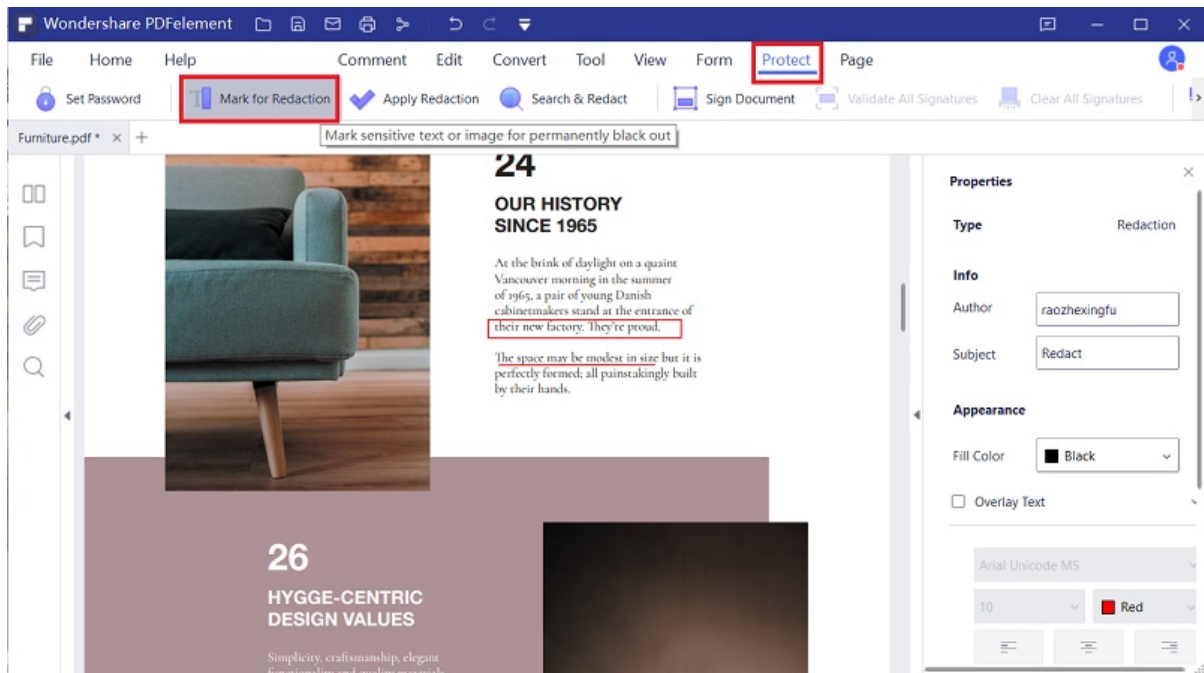 Wondershare PDFelement
File Home Help Comment Edit Convert Tool View Form Protect Page
Set Password Mark for Redaction Apply Redaction Search & Redact Sign Document Validate All Signatures Clear All Signatures
Furniture.pdf *
Mark sensitive text or image for permanently black out
24
OUR HISTORY
SINCE 1965
At the brink of daylight on a quaint
Vancouver morning in the summer
of 1965, a pair of young Danish
cabinetmakers stand at the entrance of
their new factory. They're proud.
The space may be modest in size but it is
perfectly formed; all painstakingly built
by their hands.
26
HYGGE-CENTRIC
DESIGN VALUES
Simplicity, craftsmanship, elegant
functionality and quality materials
Properties
Type Redaction
Info
Author raozhexingfu
Subject Redact
Appearance
Fill Color Black
Overlay Text
Arial Unicode MS
10 Red